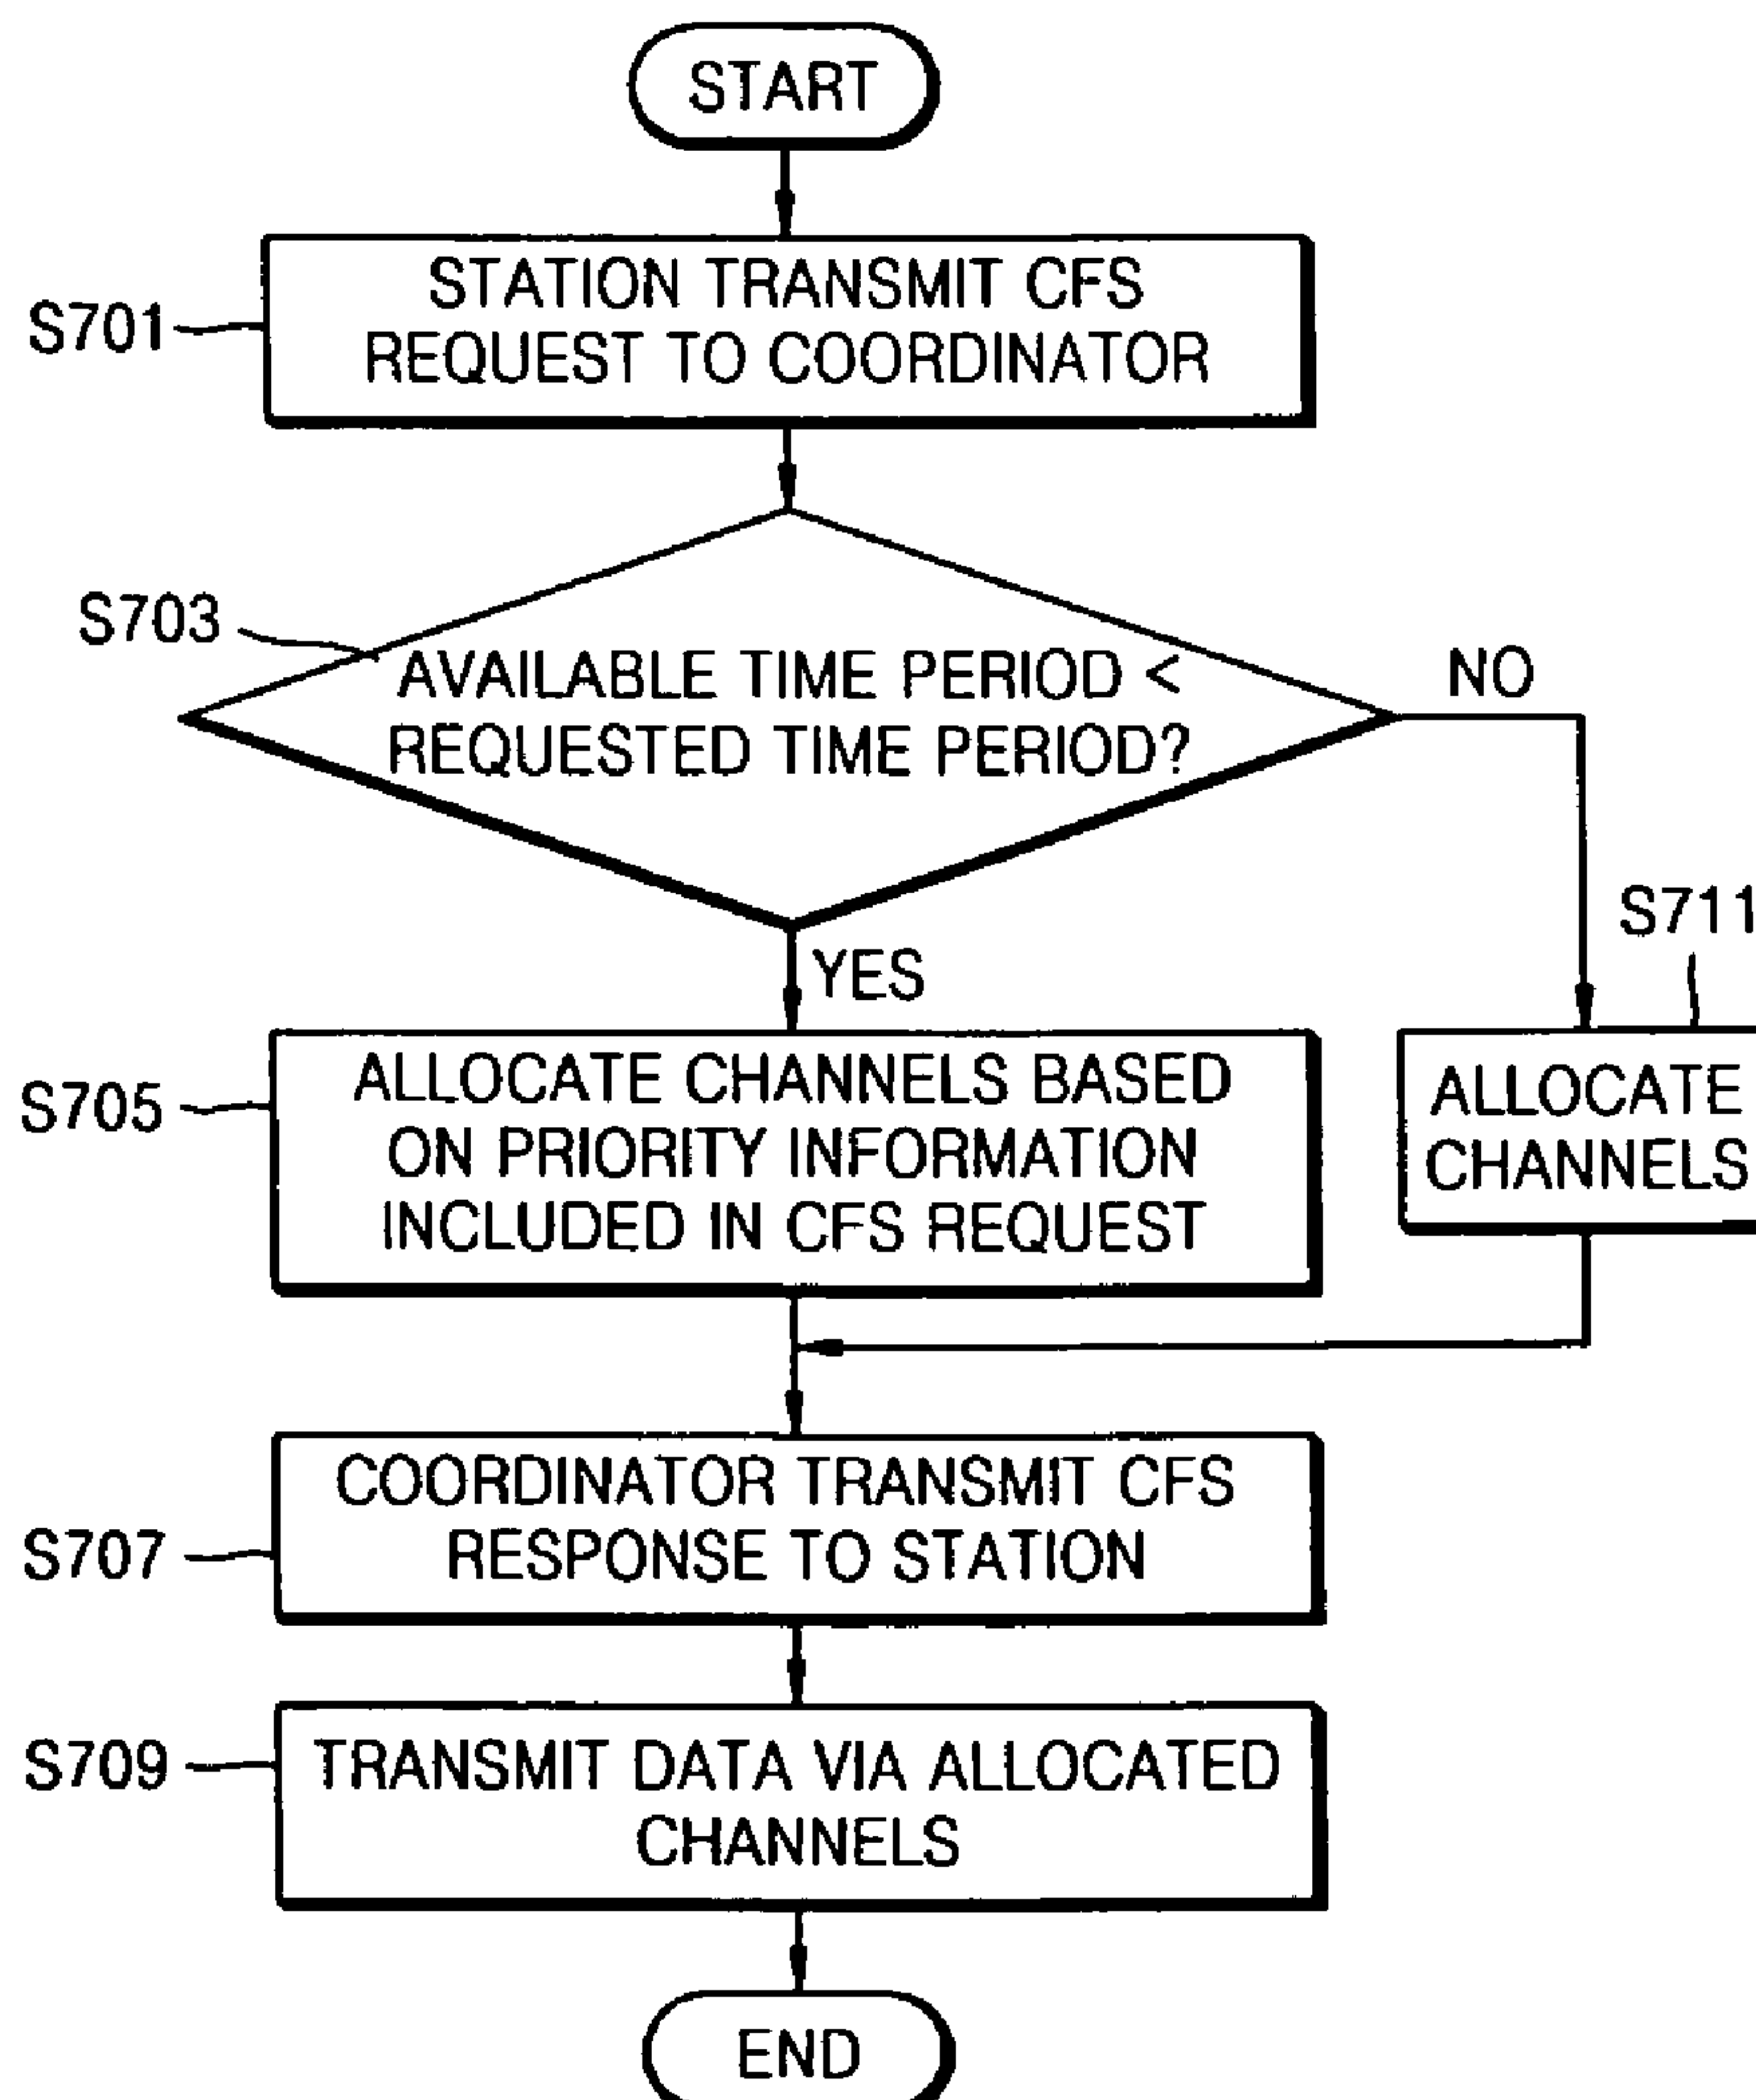 START
S701
STATION TRANSMIT CFS
REQUEST TO COORDINATOR
S703
AVAILABLE TIME PERIOD <
REQUESTED TIME PERIOD?
NO
YES
S711
S705
ALLOCATE CHANNELS BASED
ON PRIORITY INFORMATION
INCLUDED IN CFS REQUEST
ALLOCATE
CHANNELS
S707
COORDINATOR TRANSMIT CFS
RESPONSE TO STATION
S709
TRANSMIT DATA VIA ALLOCATED
CHANNELS
END